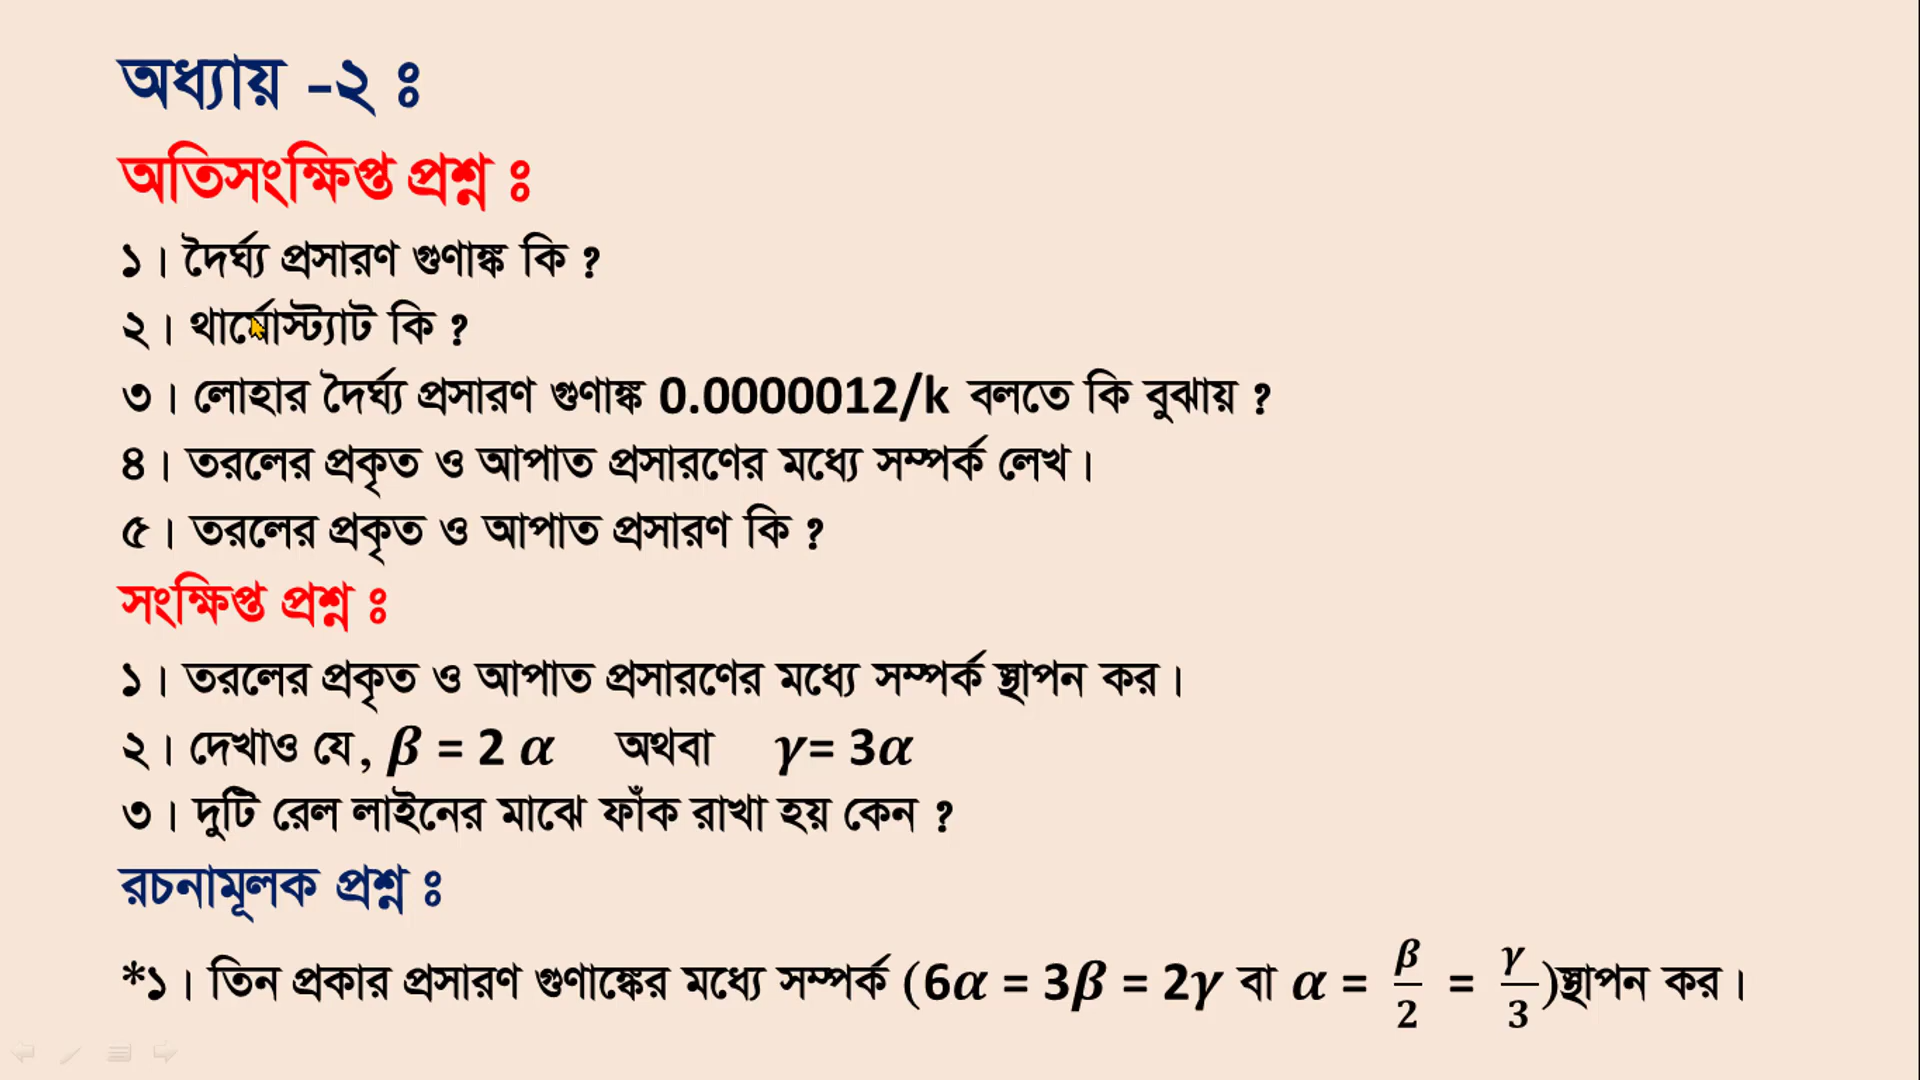 অধ্যায় -২ ঃ
অতিসংক্ষিপ্ত প্রশ্ন ঃ
১। দৈর্ঘ্য প্রসারণ গুণাঙ্ক কি ?
২। থার্মোস্ট্যাট কি ?
৩। লোহার দৈর্ঘ্য প্রসারণ গুণাঙ্ক 0.0000012/k বলতে কি বুঝায় ?
৪। তরলের প্রকৃত ও আপাত প্রসারণের মধ্যে সম্পর্ক লেখ।
৫। তরলের প্রকৃত ও আপাত প্রসারণ কি ?
সংক্ষিপ্ত প্রশ্ন ঃ
১। তরলের প্রকৃত ও আপাত প্রসারণের মধ্যে সম্পর্ক স্থাপন কর।
২। দেখাও যে, β = 2 α অথবা γ= 3α
৩। দুটি রেল লাইনের মাঝে ফাঁক রাখা হয় কেন ?
রচনামূলক প্রশ্ন ঃ
*১। তিন প্রকার প্রসারণ গুণাঙ্কের মধ্যে সম্পর্ক (6α = 3β = 2γ বা α = β/2 = γ/3)স্থাপন কর।